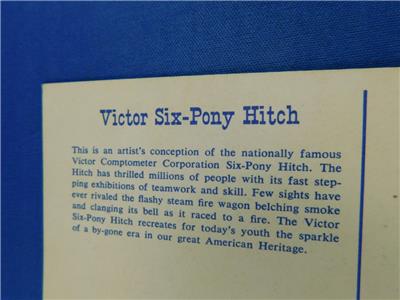 Victor Six-Pony Hitch
This is an artist's conception of the nationally famous
Victor Comptometer Corporation Six-Pony Hitch. The
Hitch has thrilled millions of people with its fast step-
ping exhibitions of teamwork and skill. Few sights have
ever rivaled the flashy steam fire wagon belching smoke
and clanging its bell as it raced to a fire. The Victor
Six-Pony Hitch recreates for today's youth the sparkle
of a by-gone era in our great American Heritage.